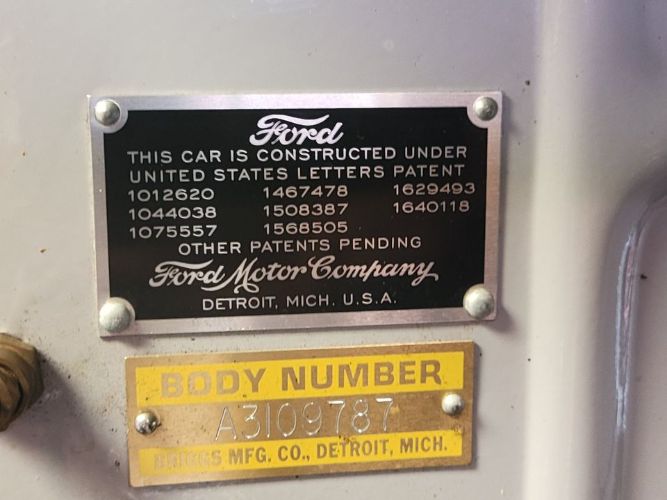 Ford
THIS CAR IS CONSTRUCTED UNDER
UNITED STATES LETTERS PATENT
1012620 1467478 1629493
1044038 1508387 1640118
1075557 1568505
OTHER PATENTS PENDING
Ford Motor Company
DETROIT, MICH. U.S.A.
BODY NUMBER
A3109787
BRIGGS MFG. CO., DETROIT, MICH.